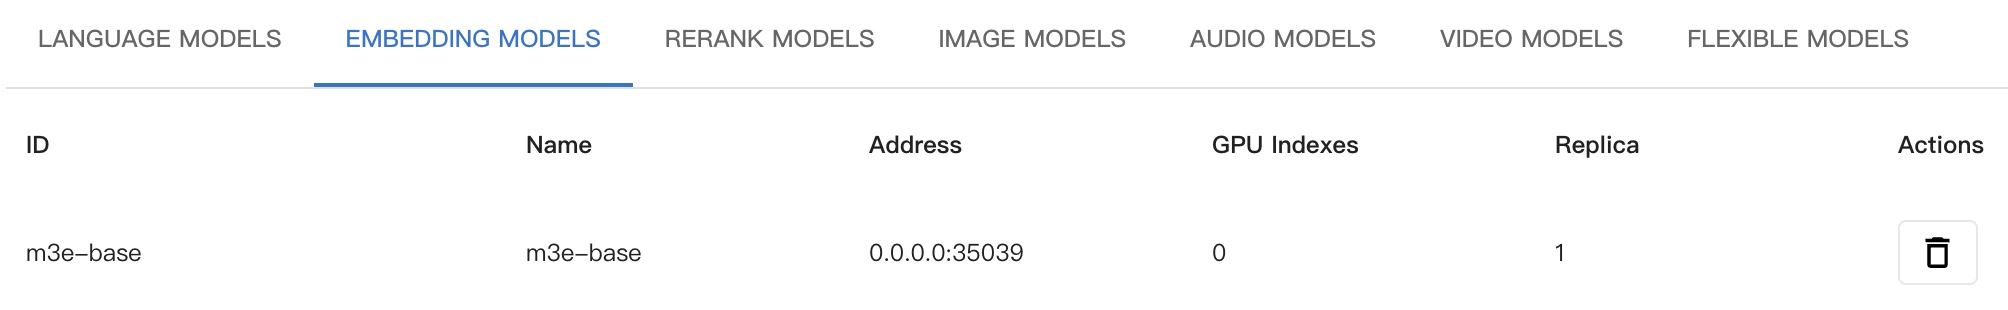 LANGUAGE MODELS EMBEDDING MODELS RERANK MODELS IMAGE MODELS AUDIO MODELS VIDEO MODELS FLEXIBLE MODELS
ID Name Address GPU Indexes Replica Actions
m3e-base m3e-base 0.0.0.0:35039 0 1